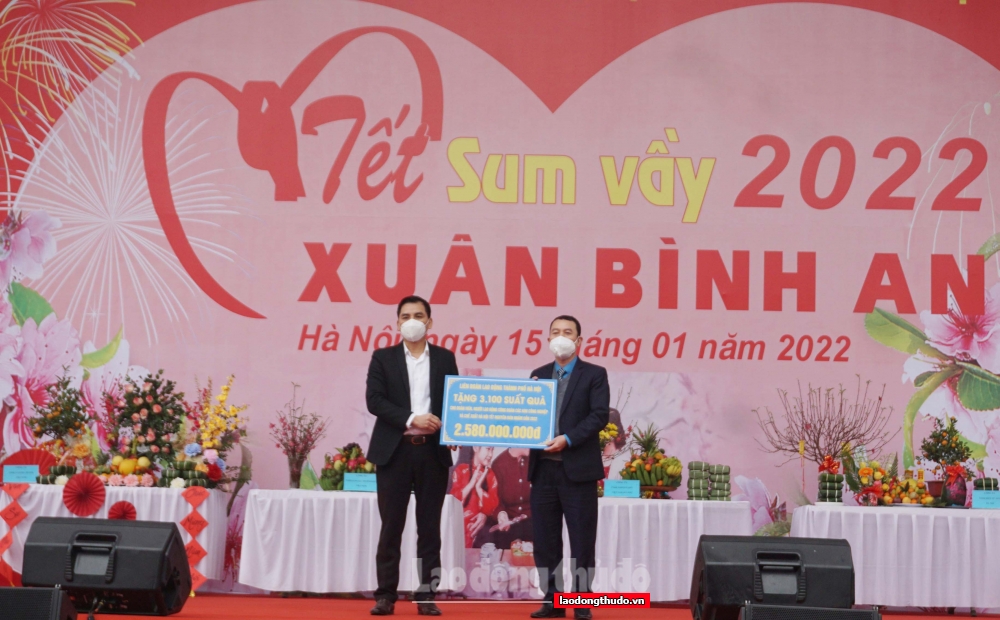 Tết Sum vầy 2022
XUÂN BÌNH AN
Hà Nội, ngày 15 tháng 01 năm 2022
LIÊN ĐOÀN LAO ĐỘNG THÀNH PHỐ HÀ NỘI
TẶNG 3.100 SUẤT QUÀ
2.580.000.000đ
Laodongthudo
laodongthudo.vn